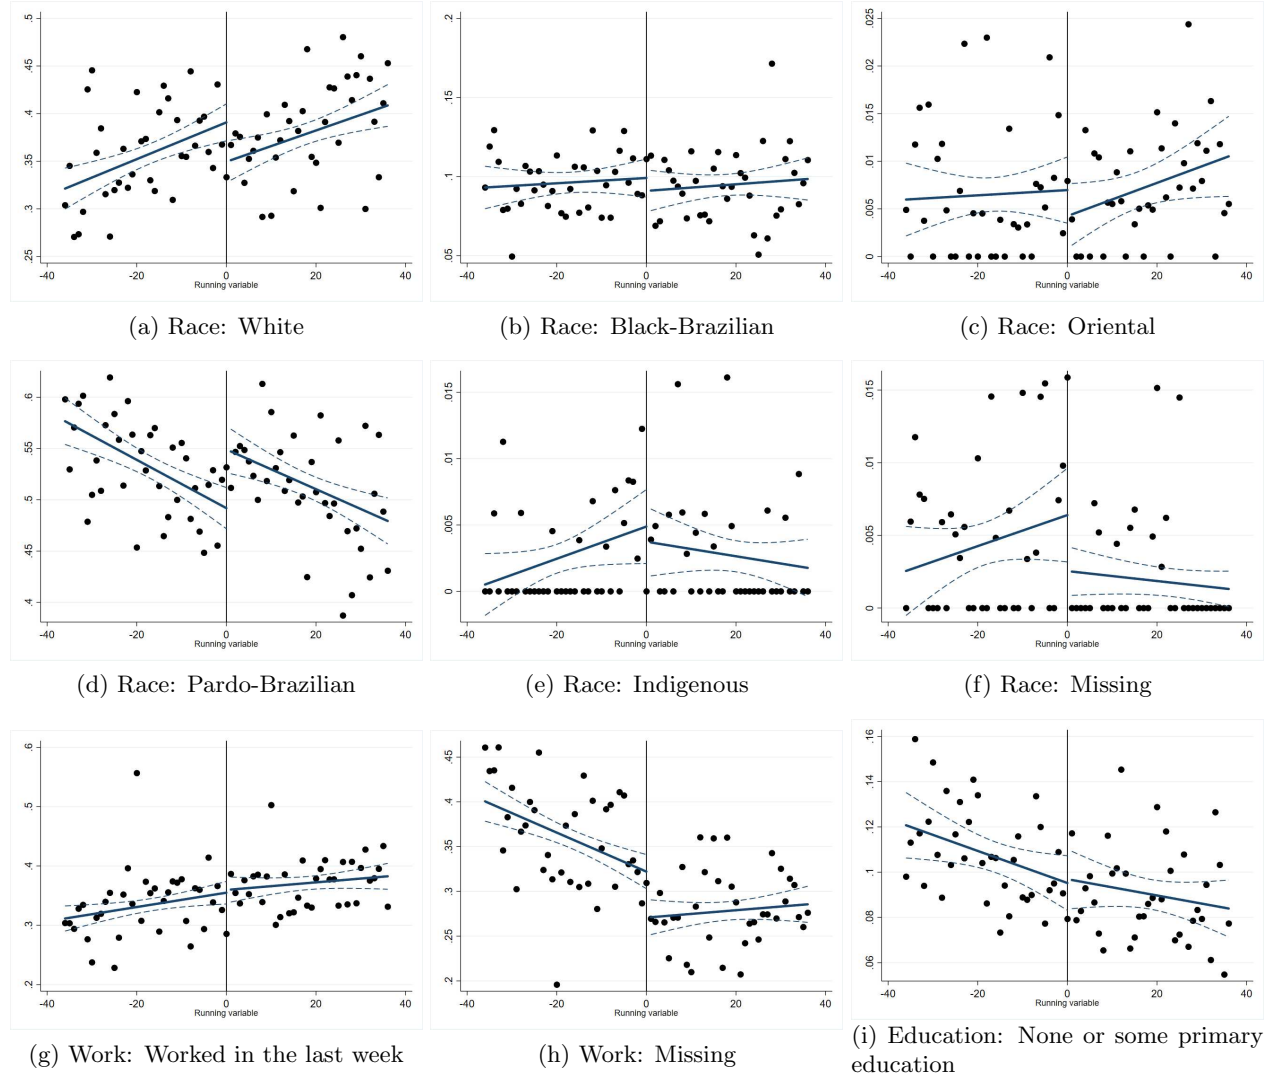 .5 .2 .025
.45 .02
.4 .15 .015
.35 .1 .01
.3 .005
.25 .05 0
-40 -20 0 20 40 -40 -20 0 20 40 -40 -20 0 20 40
Running variable Running variable Running variable
(a) Race: White (b) Race: Black-Brazilian (c) Race: Oriental
.6 .015 .015
.55 .01 .01
.5 .005 .005
.45
.4 0 0
-40 -20 0 20 40 -40 -20 0 20 40 -40 -20 0 20 40
Running variable Running variable Running variable
(d) Race: Pardo-Brazilian (e) Race: Indigenous (f) Race: Missing
.6 .45 .16
.5 .4 .14
.4 .35 .12
.3 .3 .1
.25 .08
.2 .2 .06
-40 -20 0 20 40 -40 -20 0 20 40 -40 -20 0 20 40
Running variable Running variable Running variable
(g) Work: Worked in the last week (h) Work: Missing (i) Education: None or some primary
education